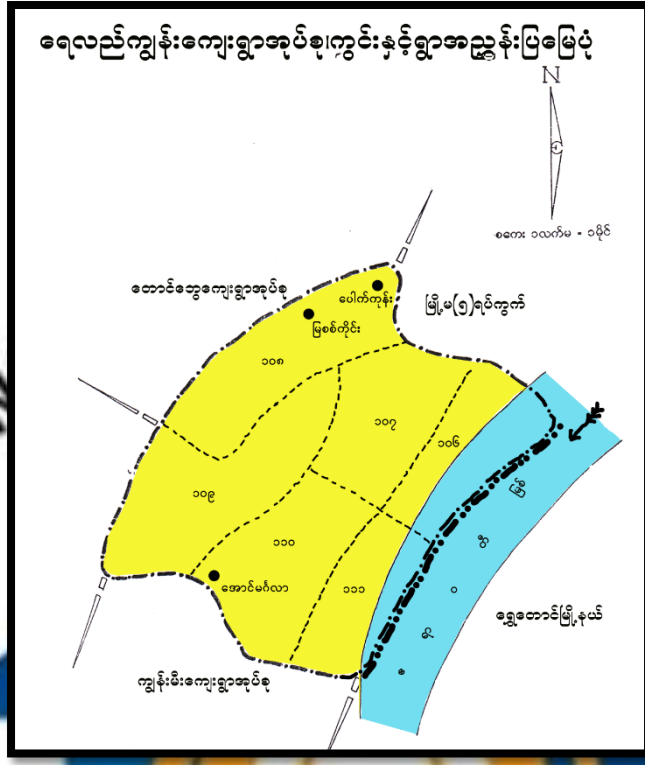 ရေလည်ကျွန်းကျေးရွာအုပ်စု၊ကွင်းနှင့်ရွာအညွှန်းပြမြေပုံ
N
စကေး ၁လက်မ - ၁မိုင်
တောင်ဘွေကျေးရွာအုပ်စု
ပေါက်ကုန်း
မြို့မ(၅)ရပ်ကွက်
မြစစ်ကိုင်း
၁၀၈
၁၀၇
၁၀၆
၁၀၉
မြစ်
၁၁၀
အောင်မင်္ဂလာ
၁၁၁
ရွှေတောင်မြို့နယ်
ကျွန်းမီးကျေးရွာအုပ်စု